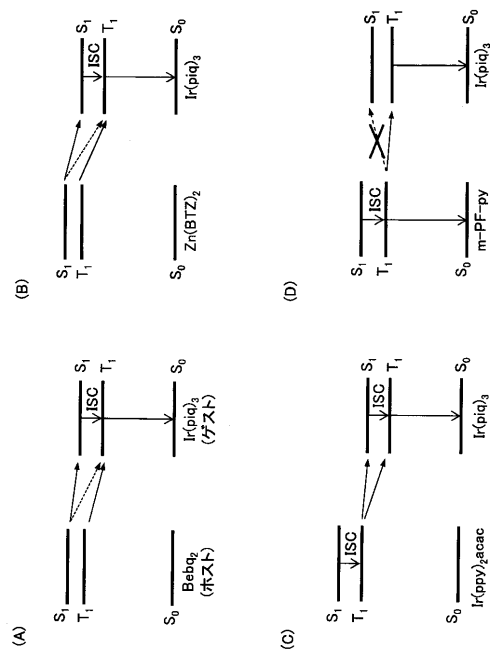 (A)
S₁
T₁
S₀
Bebq₂
(ホスト)
S₁
ISC
T₁
S₀
Ir(piq)₃
(ゲスト)
(B)
S₁
T₁
S₀
Zn(BTZ)₂
S₁
ISC
T₁
S₀
Ir(piq)₃
(C)
S₁
ISC
T₁
S₀
Ir(ppy)₂acac
S₁
ISC
T₁
S₀
Ir(piq)₃
(D)
S₁
ISC
T₁
S₀
m-PF-py
S₁
T₁
S₀
Ir(piq)₃